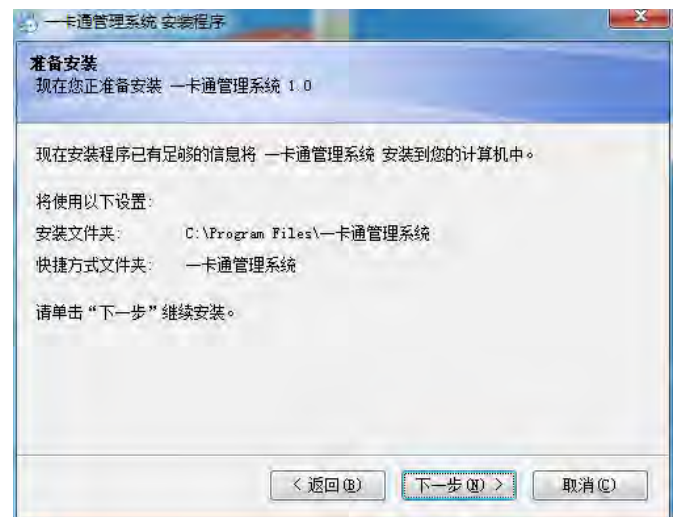 一卡通管理系统 安装程序
准备安装
现在您正准备安装 一卡通管理系统 1.0
现在安装程序已有足够的信息将 一卡通管理系统 安装到您的计算机中。
将使用以下设置:
安装文件夹: C:\Program Files\一卡通管理系统
快捷方式文件夹: 一卡通管理系统
请单击“下一步”继续安装。
< 返回(B) 下一步(N) > 取消(C)